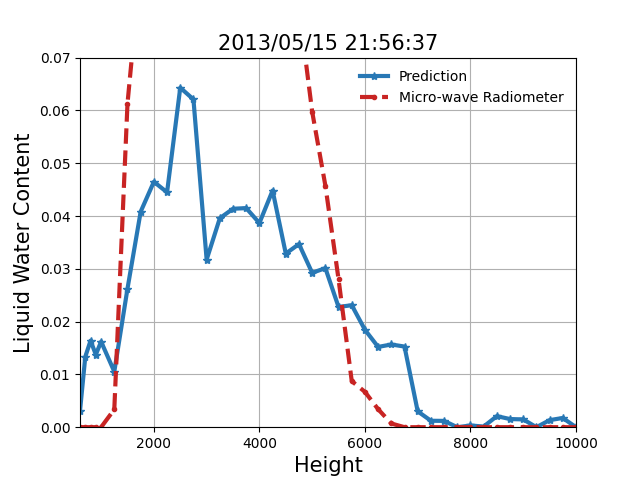 2013/05/15 21:56:37
Prediction
Micro-wave Radiometer
Liquid Water Content
0.07
0.06
0.05
0.04
0.03
0.02
0.01
0.00
2000 4000 6000 8000 10000
Height